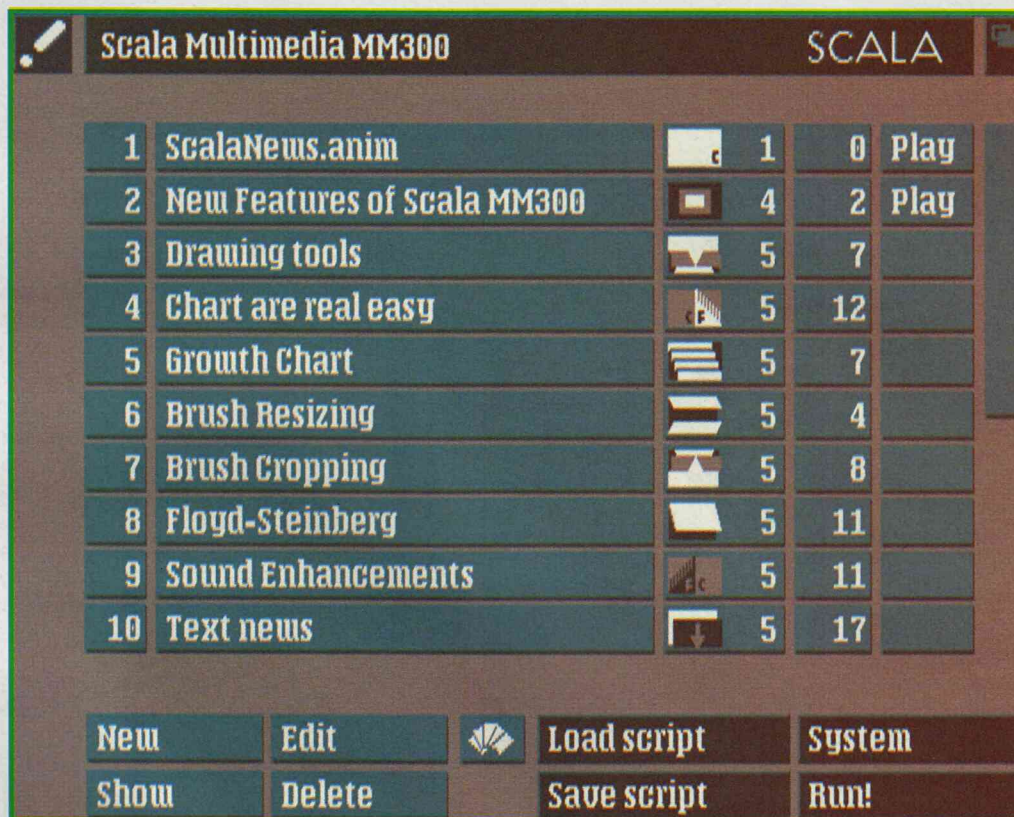 Scala Multimedia MM300 SCALA
1 ScalaNews.anim C 1 0 Play
2 New Features of Scala MM300 4 2 Play
3 Drawing tools 5 7
4 Chart are real easy C F 5 12
5 Growth Chart 5 7
6 Brush Resizing 5 4
7 Brush Cropping 5 8
8 Floyd-Steinberg 5 11
9 Sound Enhancements F C 5 11
10 Text news 5 17
New Edit Load script System
Show Delete Save script Run!